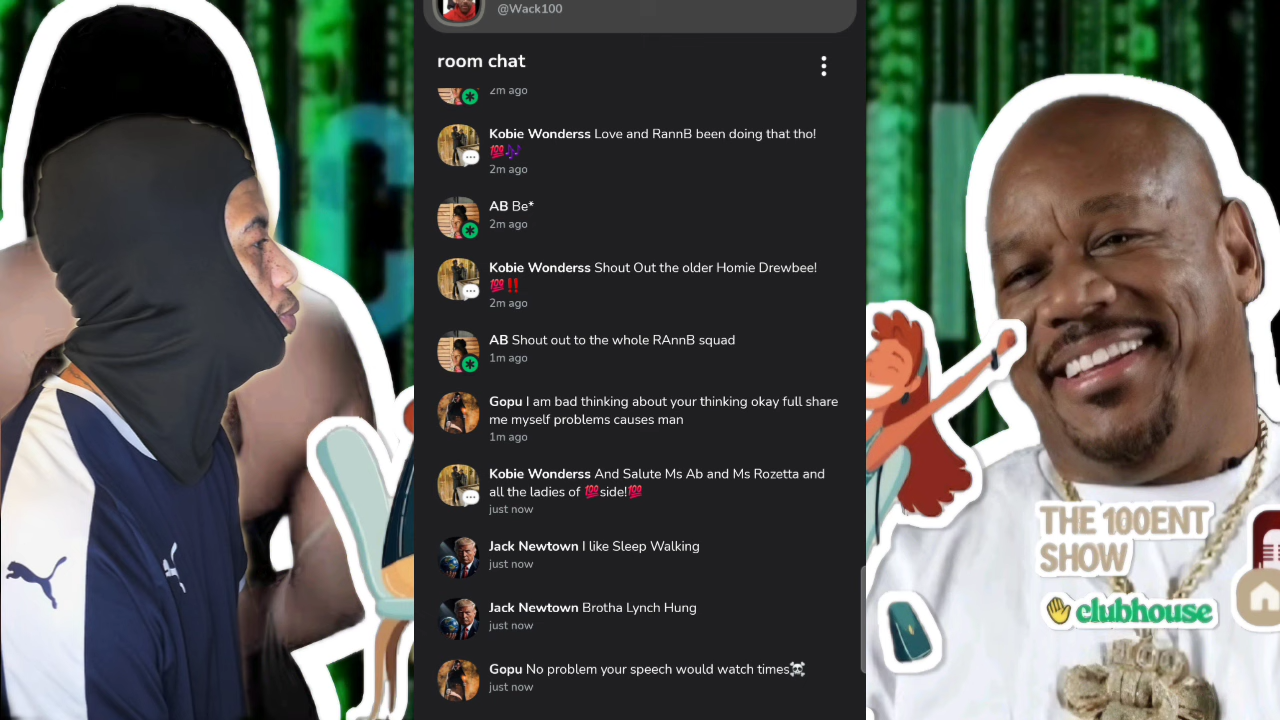 @Wack100
room chat
2m ago
Kobie Wonderss Love and RannB been doing that tho!
💯🎶
2m ago
AB Be*
2m ago
Kobie Wonderss Shout Out the older Homie Drewbee!
💯‼️
2m ago
AB Shout out to the whole RAnnB squad
1m ago
Gopu I am bad thinking about your thinking okay full share
me myself problems causes man
1m ago
Kobie Wonderss And Salute Ms Ab and Ms Rozetta and
all the ladies of 💯side!💯
just now
Jack Newtown I like Sleep Walking
just now
Jack Newtown Brotha Lynch Hung
just now
Gopu No problem your speech would watch times☠️
just now
THE 100ENT
SHOW
👋 clubhouse